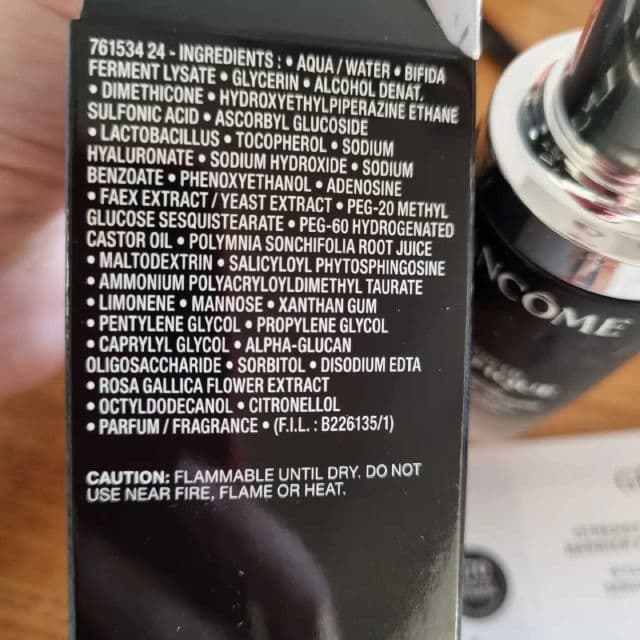 761534 24 - INGREDIENTS : • AQUA / WATER • BIFIDA
FERMENT LYSATE • GLYCERIN • ALCOHOL DENAT.
• DIMETHICONE • HYDROXYETHYLPIPERAZINE ETHANE
SULFONIC ACID • ASCORBYL GLUCOSIDE
• LACTOBACILLUS • TOCOPHEROL • SODIUM
HYALURONATE • SODIUM HYDROXIDE • SODIUM
BENZOATE • PHENOXYETHANOL • ADENOSINE
• FAEX EXTRACT / YEAST EXTRACT • PEG-20 METHYL
GLUCOSE SESQUISTEARATE • PEG-60 HYDROGENATED
CASTOR OIL • POLYMNIA SONCHIFOLIA ROOT JUICE
• MALTODEXTRIN • SALICYLOYL PHYTOSPHINGOSINE
• AMMONIUM POLYACRYLOYLDIMETHYL TAURATE
• LIMONENE • MANNOSE • XANTHAN GUM
• PENTYLENE GLYCOL • PROPYLENE GLYCOL
• CAPRYLYL GLYCOL • ALPHA-GLUCAN
OLIGOSACCHARIDE • SORBITOL • DISODIUM EDTA
• ROSA GALLICA FLOWER EXTRACT
• OCTYLDODECANOL • CITRONELLOL
• PARFUM / FRAGRANCE • (F.I.L. : B226135/1)
CAUTION: FLAMMABLE UNTIL DRY. DO NOT
USE NEAR FIRE, FLAME OR HEAT.
NCÔME